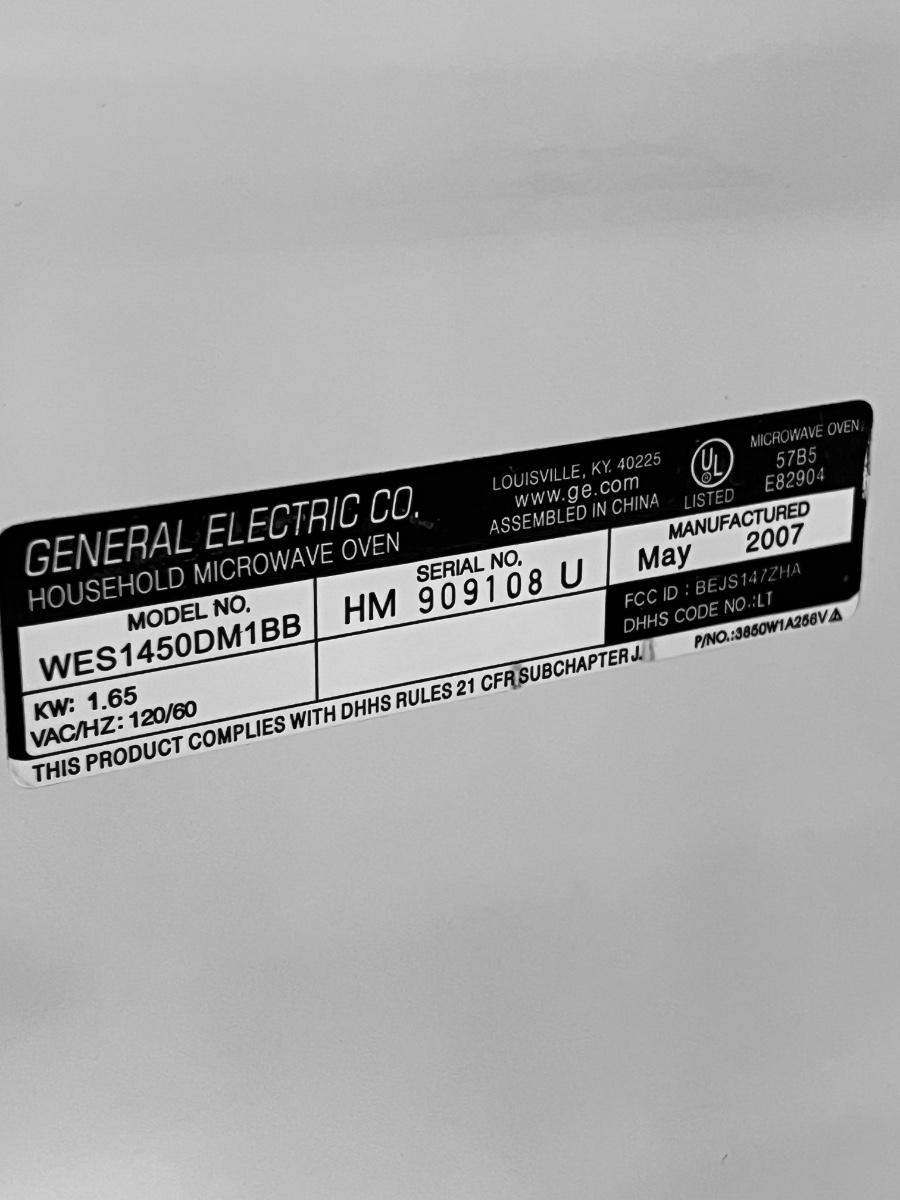 GENERAL ELECTRIC CO.
HOUSEHOLD MICROWAVE OVEN
LOUISVILLE, KY. 40225
www.ge.com
ASSEMBLED IN CHINA
UL
®
LISTED
MICROWAVE OVEN
57B5
E82904
MODEL NO.
WES1450DM1BB
SERIAL NO.
HM 909108 U
MANUFACTURED
May 2007
KW: 1.65
VAC/HZ: 120/60
FCC ID : BEJS147ZHA
DHHS CODE NO.:LT
THIS PRODUCT COMPLIES WITH DHHS RULES 21 CFR SUBCHAPTER J.
P/NO.:3850W1A256V